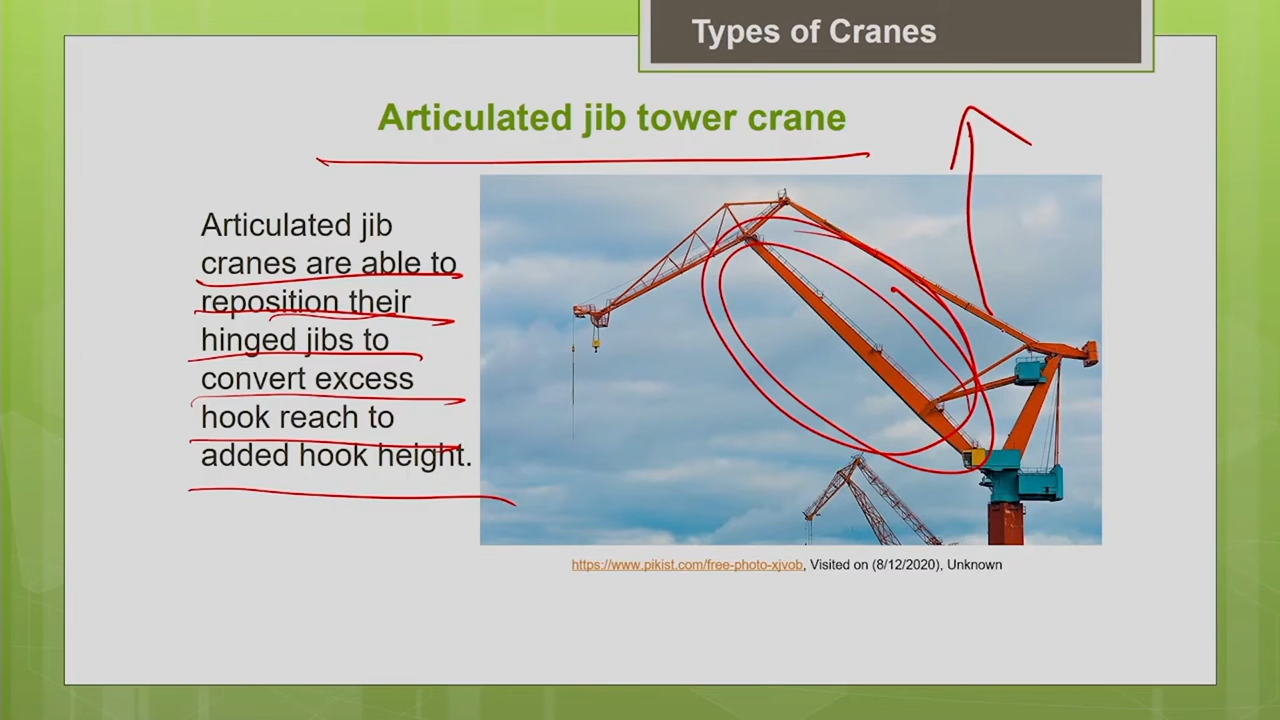 Types of Cranes
Articulated jib tower crane
Articulated jib
cranes are able to
reposition their
hinged jibs to
convert excess
hook reach to
added hook height.
https://www.pikist.com/free-photo-xjvob, Visited on (8/12/2020), Unknown